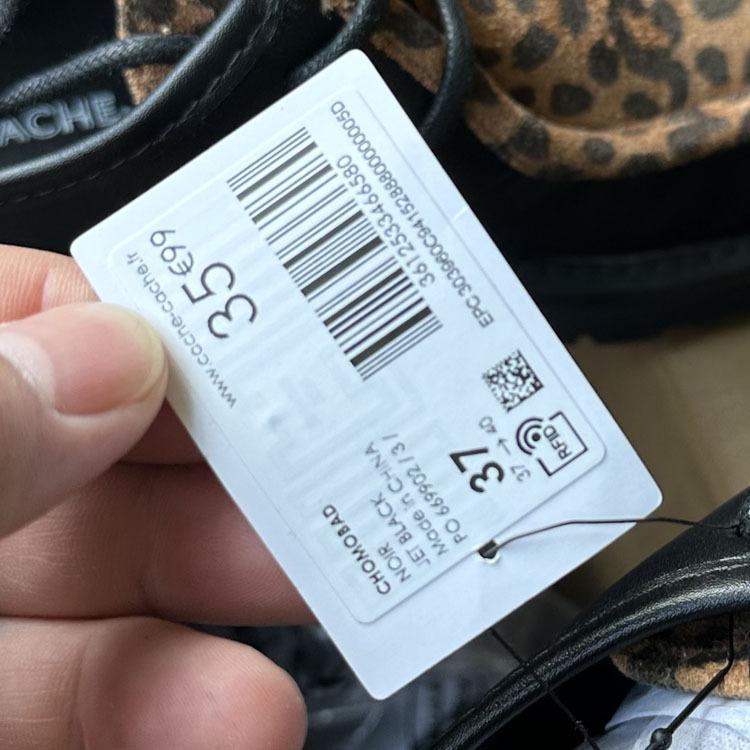 CACHE
CHOMOBAD
NOIR
JET BLACK
Made in CHINA
PO 669902 / 3 /
37
37 → 40
RFID
3612533466580
EPC 303960C94152888000000005D
35€99
www.cache-cache.fr